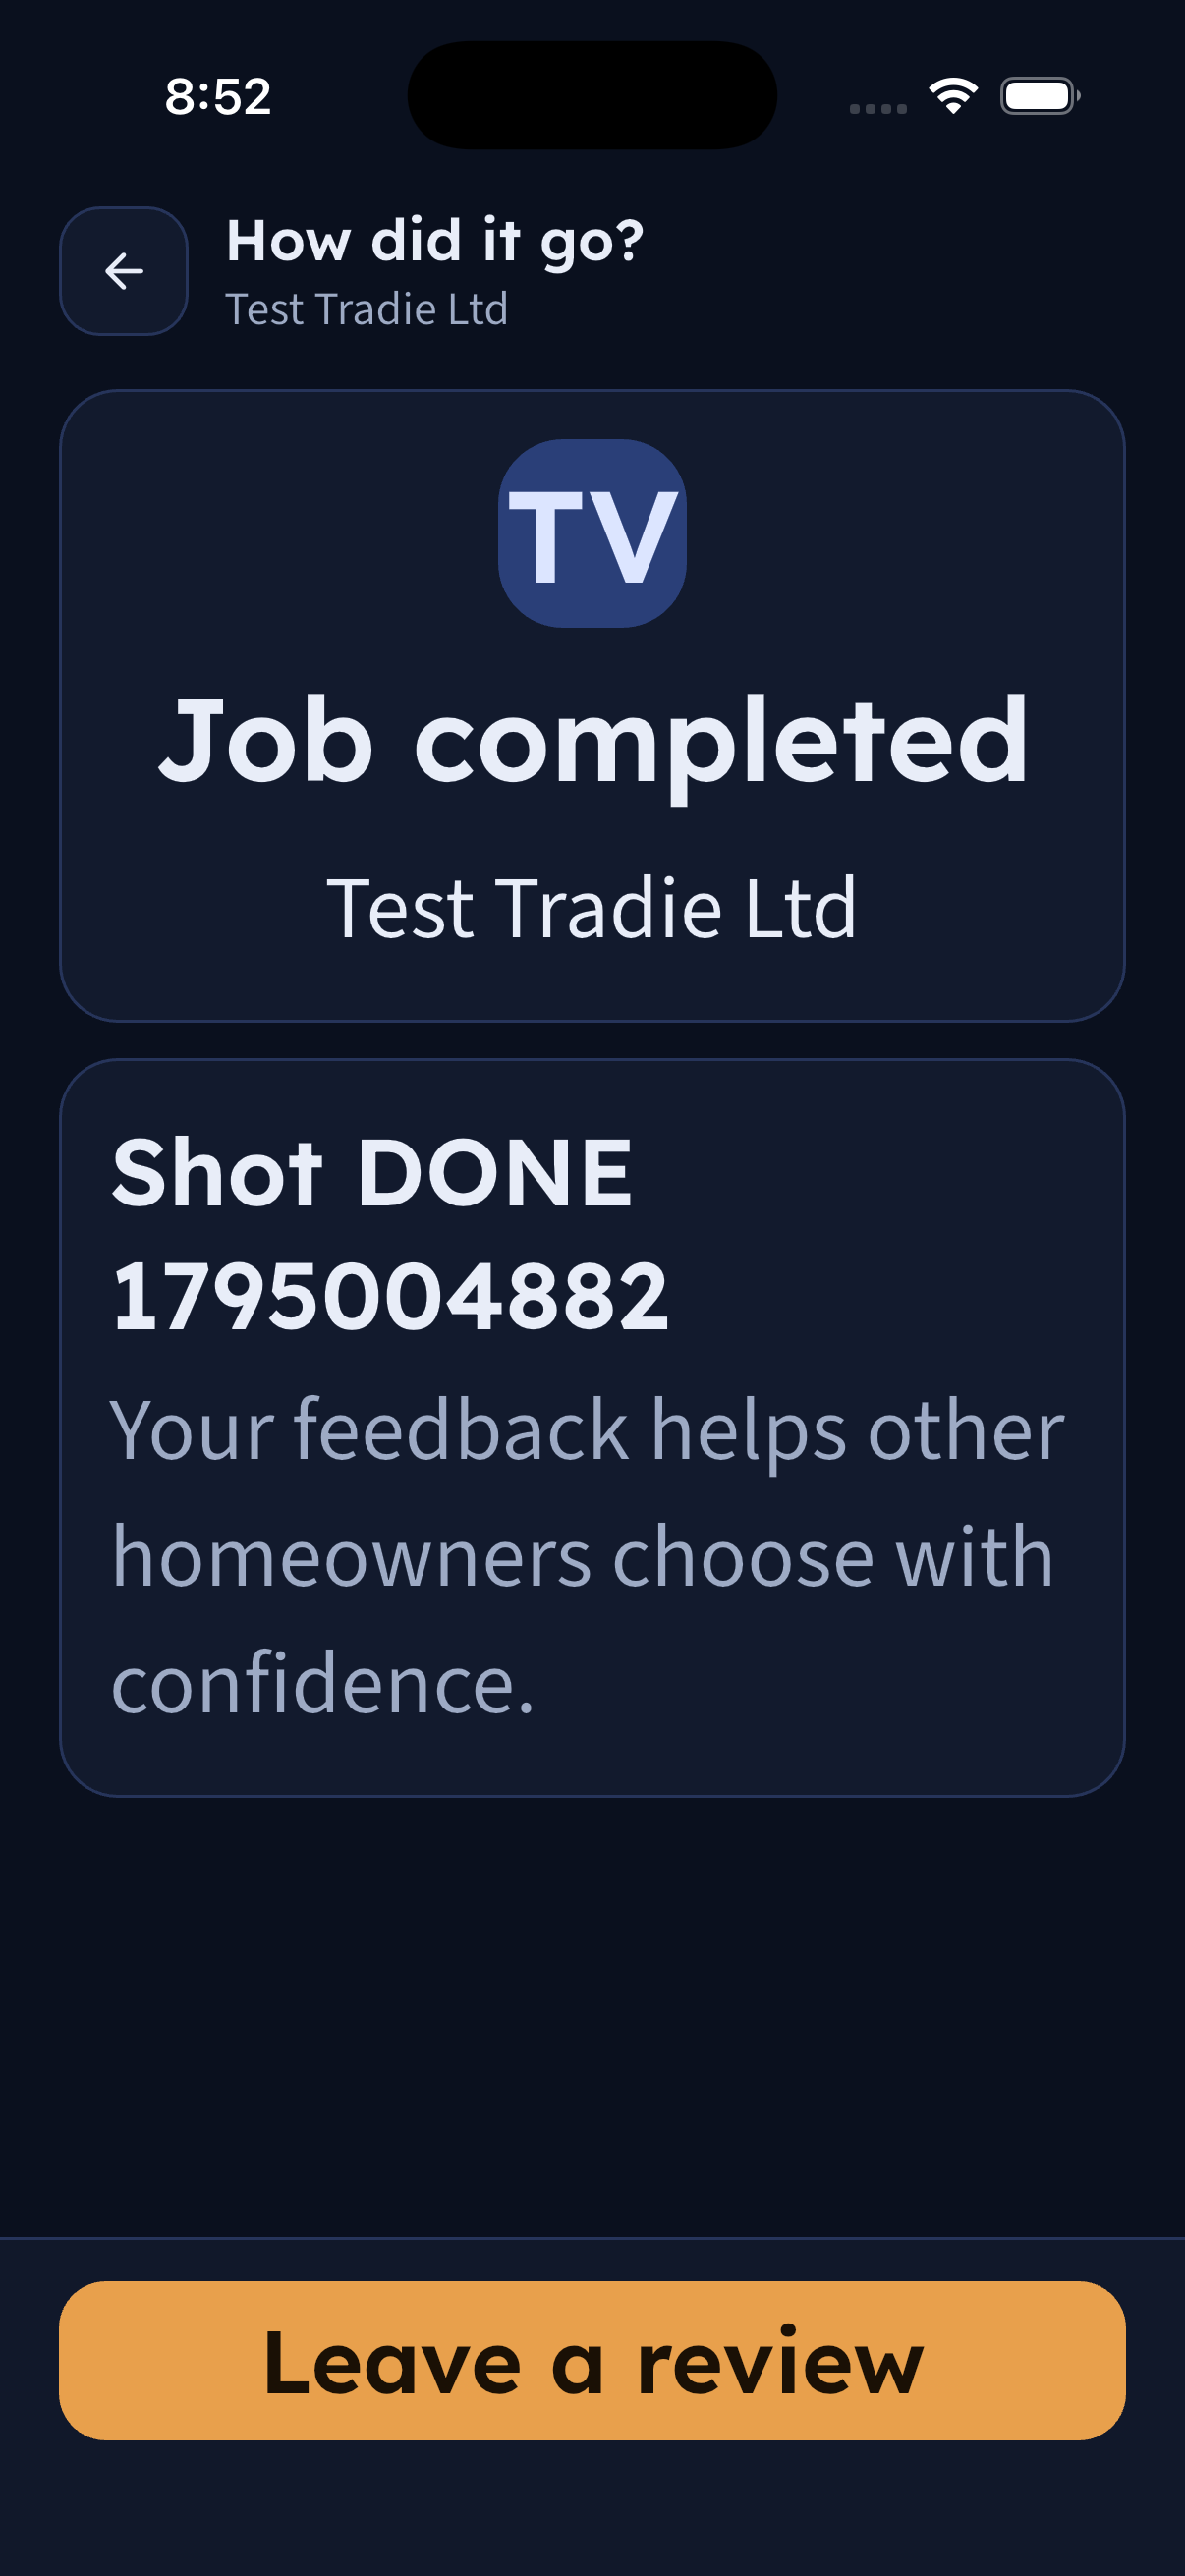 8:52
How did it go?
Test Tradie Ltd
TV
Job completed
Test Tradie Ltd
Shot DONE
1795004882
Your feedback helps other
homeowners choose with
confidence.
Leave a review